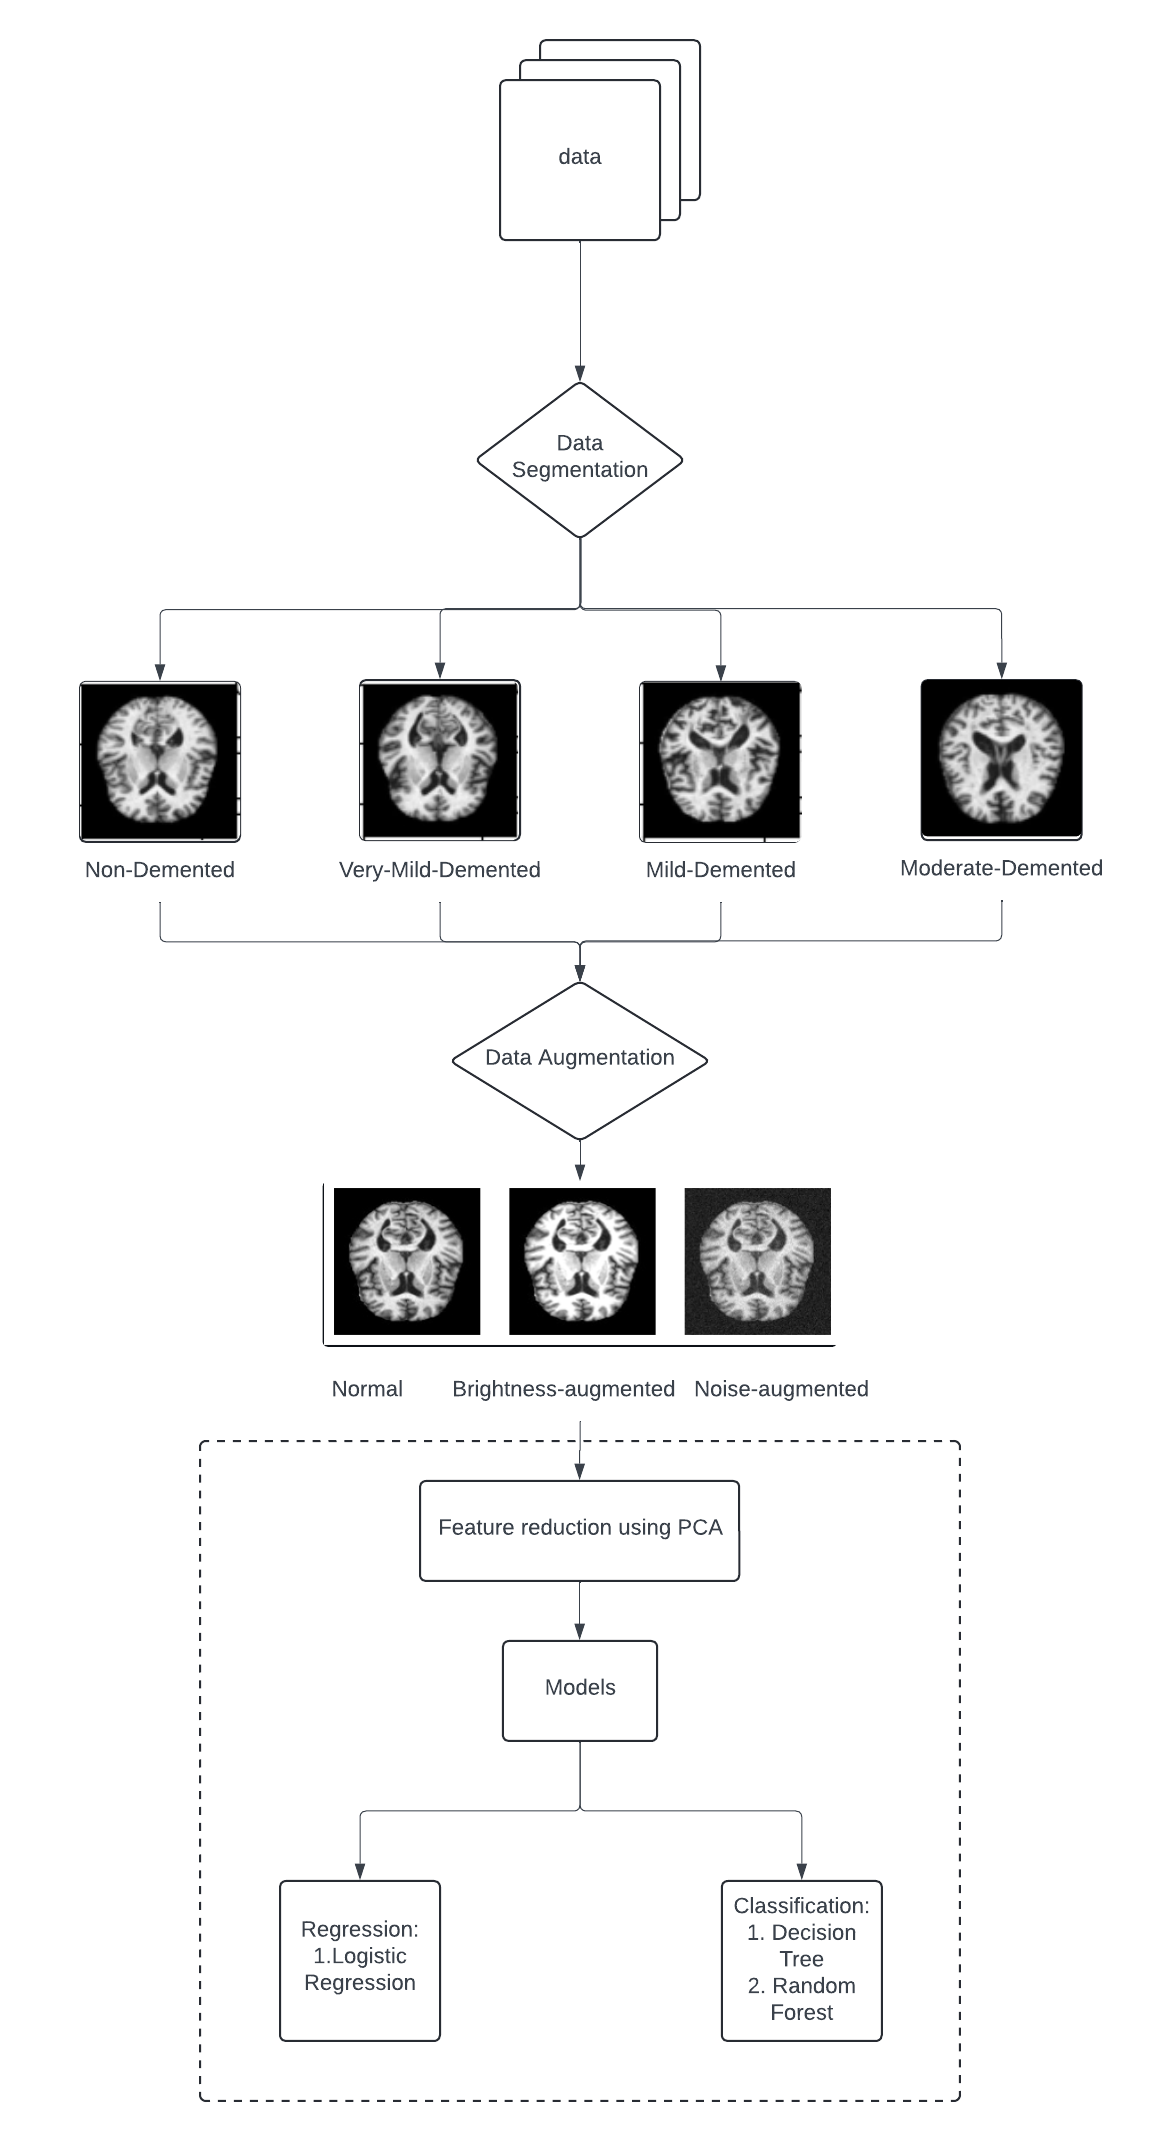 data
Data
Segmentation
Non-Demented
Very-Mild-Demented
Mild-Demented
Moderate-Demented
Data Augmentation
Normal
Brightness-augmented
Noise-augmented
Feature reduction using PCA
Models
Regression:
1.Logistic
Regression
Classification:
1. Decision
Tree
2. Random
Forest